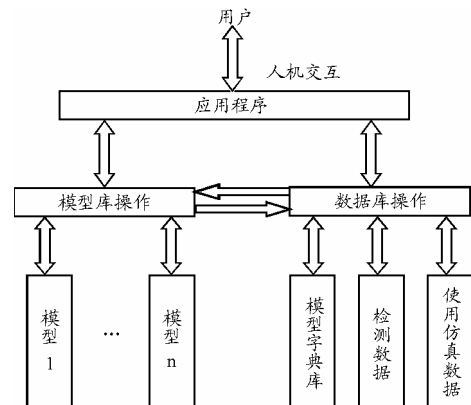 用户
人机交互
应用程序
模型库操作
数据库操作
模型1
...
模型n
模型字典库
检测数据
使用仿真数据